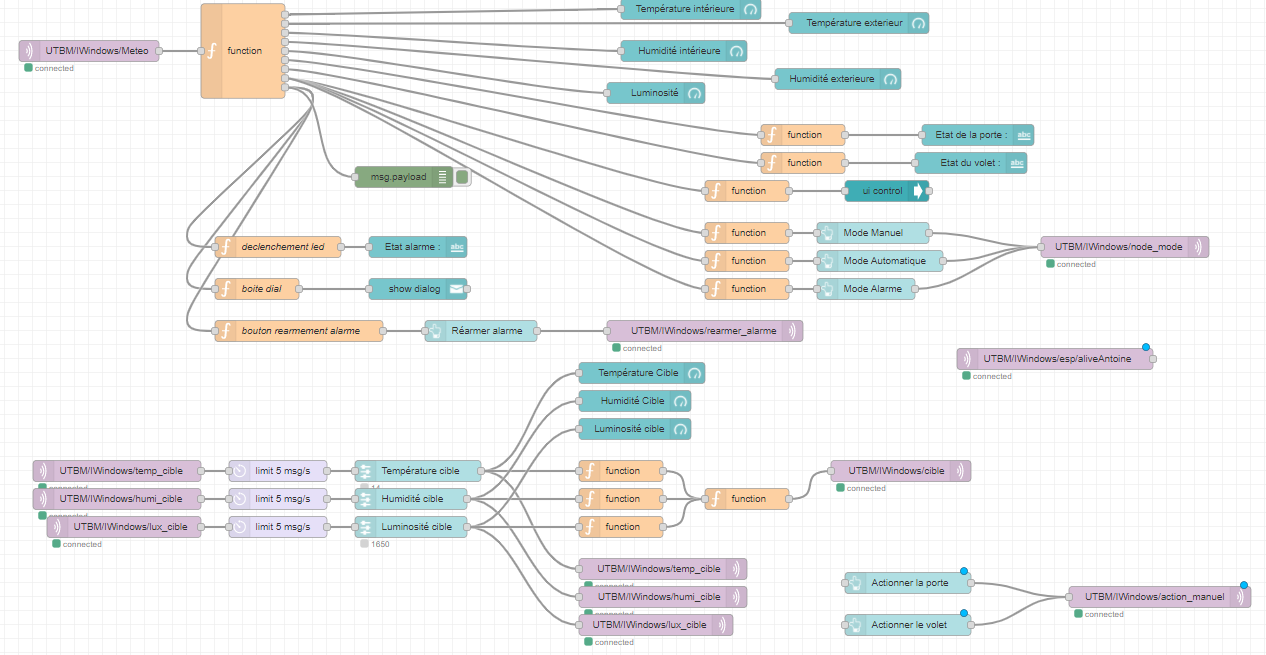 Température intérieure
Température exterieur
UTBM/IWindows/Meteo
connected
function
Humidité intérieure
Humidité exterieure
Luminosité
function
Etat de la porte :
abc
function
Etat du volet :
abc
msg.payload
function
ui control
function
Mode Manuel
declenchement led
Etat alarme :
abc
UTBM/IWindows/node_mode
connected
function
Mode Automatique
boite dial
show dialog
function
Mode Alarme
bouton rearmement alarme
Réarmer alarme
UTBM/IWindows/rearmer_alarme
connected
UTBM/IWindows/esp/aliveAntoine
connected
Température Cible
Humidité Cible
Luminosité cible
UTBM/IWindows/temp_cible
limit 5 msg/s
Température cible
function
UTBM/IWindows/cible
connected
UTBM/IWindows/humi_cible
limit 5 msg/s
Humidité cible
function
function
UTBM/IWindows/lux_cible
connected
limit 5 msg/s
Luminosité cible
1650
function
UTBM/IWindows/temp_cible
connected
Actionner la porte
UTBM/IWindows/humi_cible
connected
UTBM/IWindows/action_manuel
connected
UTBM/IWindows/lux_cible
connected
Actionner le volet